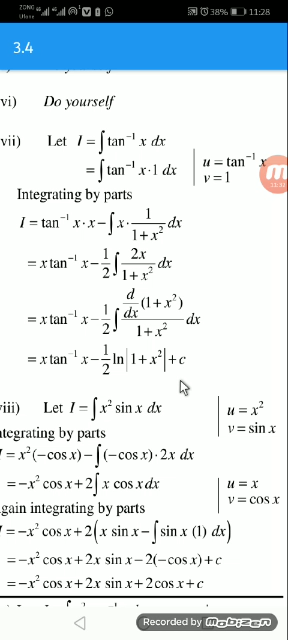 ZONG
Ufone
38% 11:28
3.4
vi) Do yourself
vii) Let I = ∫ tan⁻¹ x dx
= ∫ tan⁻¹ x · 1 dx
u = tan⁻¹ x
v = 1
11:32
Integrating by parts
I = tan⁻¹ x · x − ∫ x · 1/(1 + x²) dx
= x tan⁻¹ x − 1/2 ∫ 2x/(1 + x²) dx
= x tan⁻¹ x − 1/2 ∫ (d/dx (1 + x²))/(1 + x²) dx
= x tan⁻¹ x − 1/2 ln |1 + x²| + c
iii) Let I = ∫ x² sin x dx
u = x²
v = sin x
ntegrating by parts
I = x² (−cos x) − ∫ (−cos x) · 2x dx
= −x² cos x + 2 ∫ x cos x dx
u = x
v = cos x
gain integrating by parts
I = −x² cos x + 2 (x sin x − ∫ sin x (1) dx)
= −x² cos x + 2x sin x − 2(−cos x) + c
= −x² cos x + 2x sin x + 2 cos x + c
Recorded by mobizen